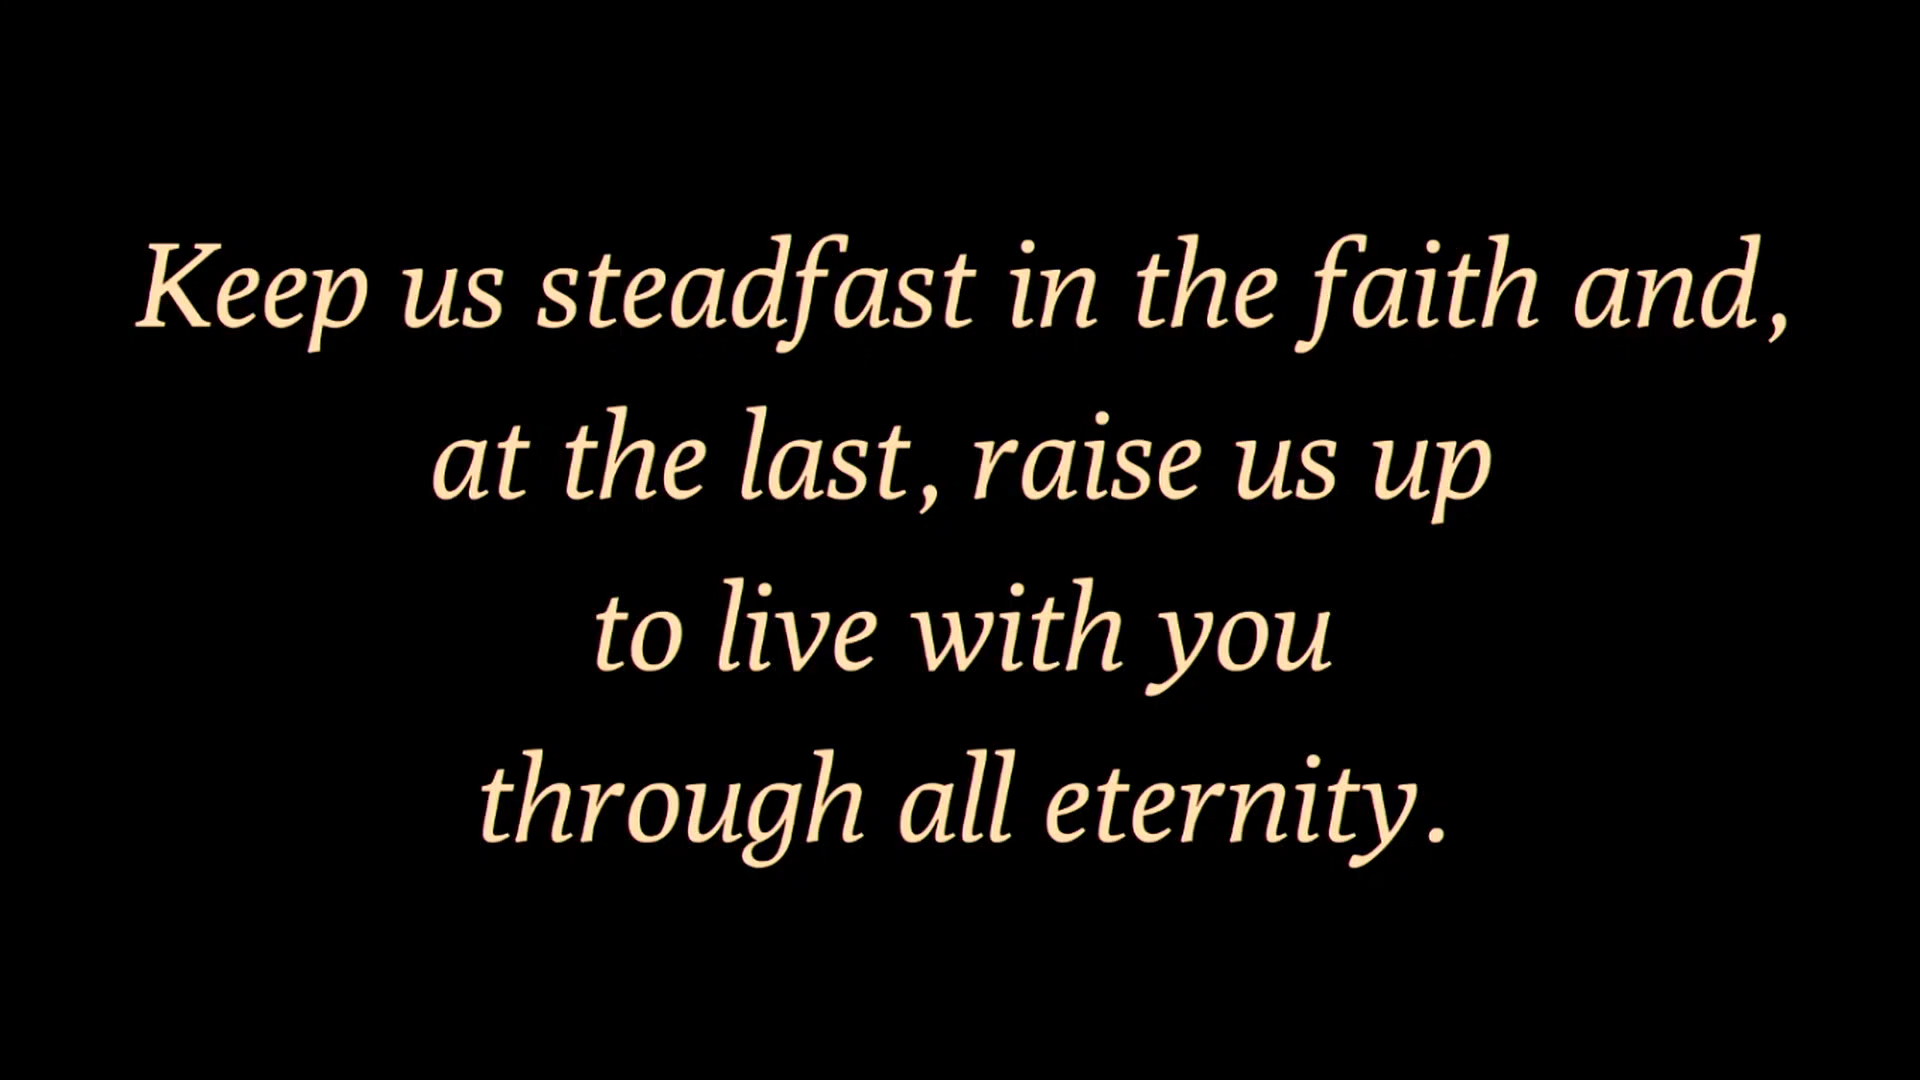 Keep us steadfast in the faith and,
at the last, raise us up
to live with you
through all eternity.